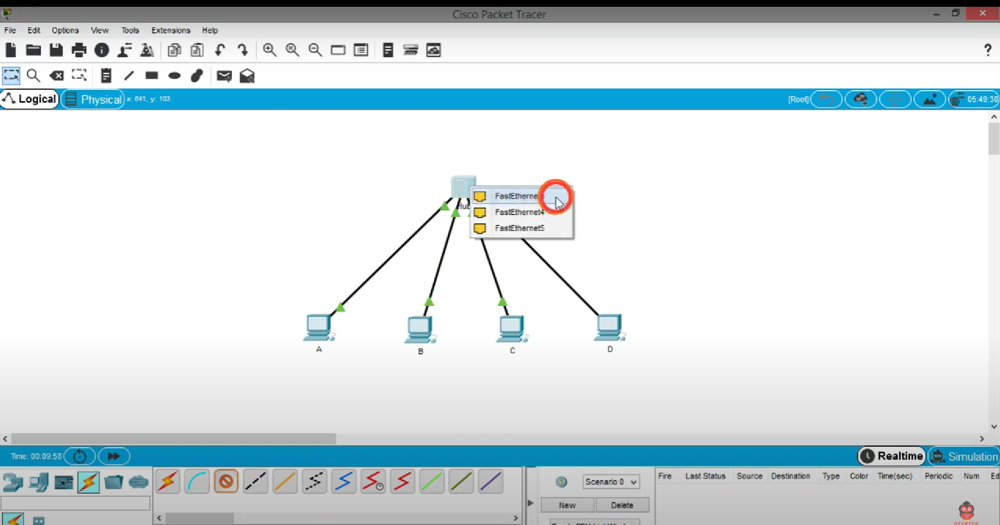 Cisco Packet Tracer
File Edit Options View Tools Extensions Help
?
Logical Physical x: 641, y: 103 [Root] 05:49:30
FastEtherne
Hub
FastEthernet4
FastEthernet5
A B C D
Time: 00:09:58 Realtime Simulation
Scenario 0
Fire Last Status Source Destination Type Color Time(sec) Periodic Num Ed
New Delete
STARTER